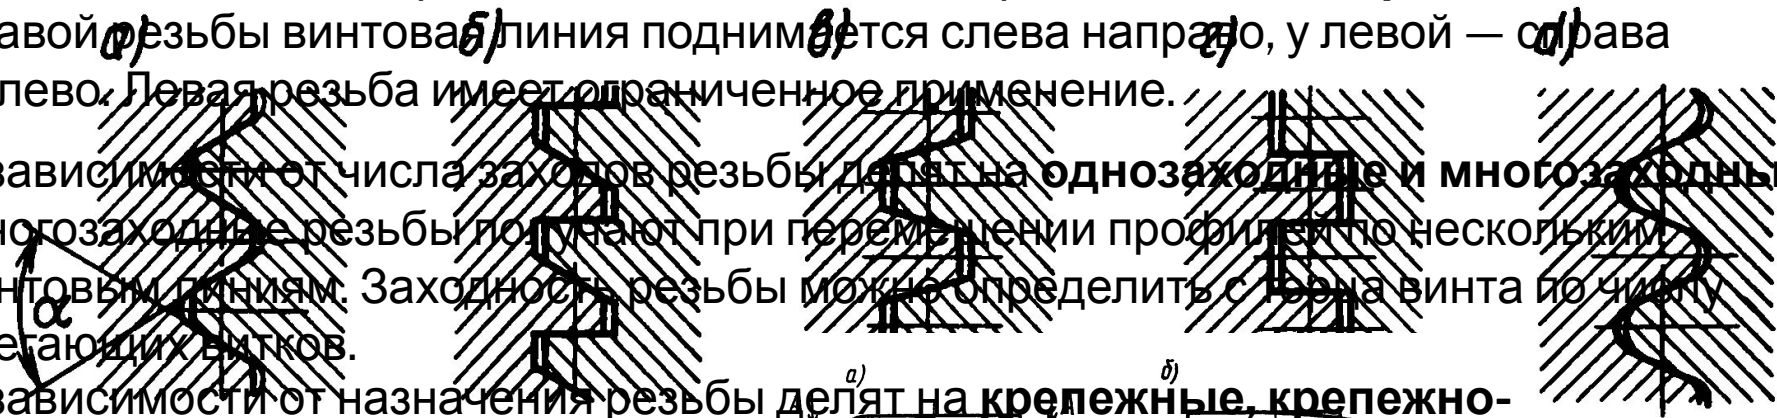 а) б) в) г) д)
авой резьбы винтовая линия поднимается слева направо, у левой — справа
лево. Левая резьба имеет ограниченное применение.
зависимости от числа заходов резьбы делят на однозаходные и многозаходны
ногозаходные резьбы получают при перемещении профилей по нескольким
нтовым линиям. Заходность резьбы можно определить с торца винта по числу
егающих витков.
α
а) б)
зависимости от назначения резьбы делят на крепежные, крепежно-